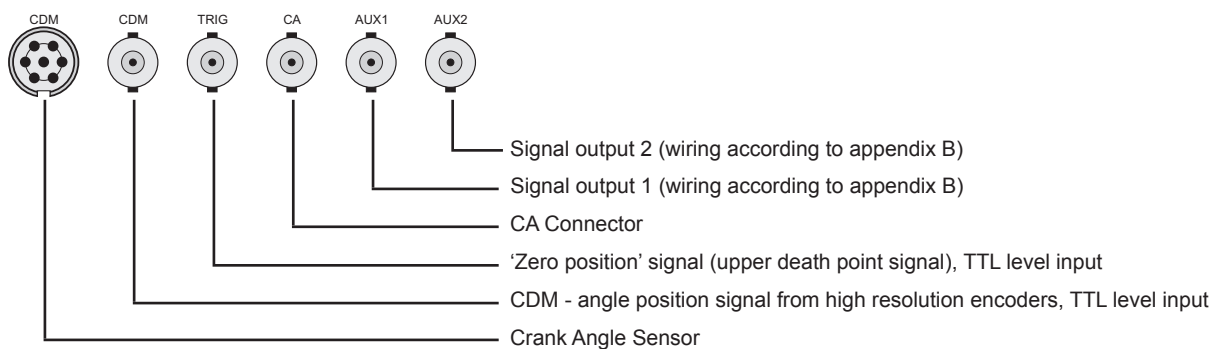 CDM CDM TRIG CA AUX1 AUX2
Signal output 2 (wiring according to appendix B)
Signal output 1 (wiring according to appendix B)
CA Connector
‘Zero position’ signal (upper death point signal), TTL level input
CDM - angle position signal from high resolution encoders, TTL level input
Crank Angle Sensor